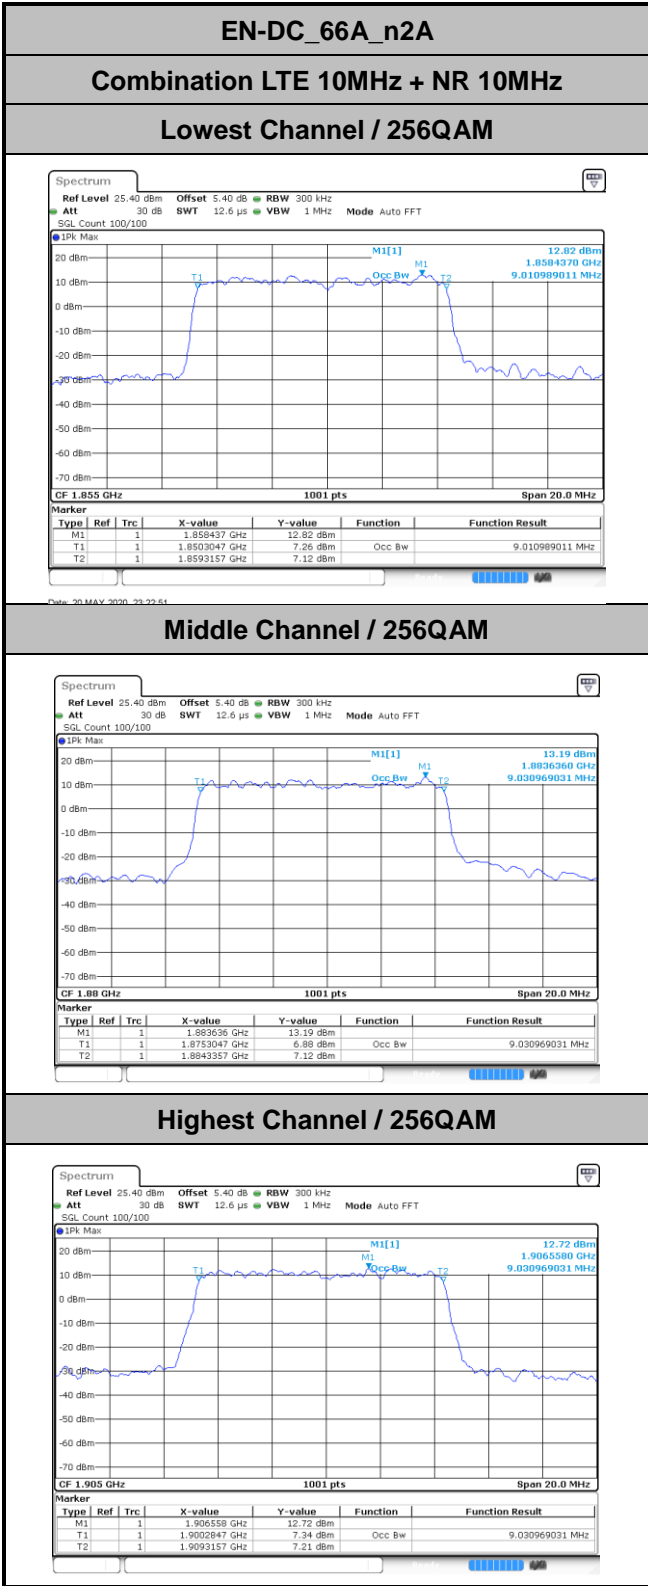 EN-DC_66A_n2A
Combination LTE 10MHz + NR 10MHz
Lowest Channel / 256QAM
Spectrum
Ref Level 25.40 dBm Offset 5.40 dB RBW 300 kHz
Att 30 dB SWT 12.6 µs VBW 1 MHz Mode Auto FFT
SGL Count 100/100
1Pk Max
M1[1] 12.82 dBm
1.8584370 GHz
Occ Bw 9.010989011 MHz
M1
T1
T2
20 dBm
10 dBm
0 dBm
-10 dBm
-20 dBm
-30 dBm
-40 dBm
-50 dBm
-60 dBm
-70 dBm
CF 1.855 GHz 1001 pts Span 20.0 MHz
Marker
Type Ref Trc X-value Y-value Function Function Result
M1 1 1.858437 GHz 12.82 dBm
T1 1 1.8503047 GHz 7.26 dBm Occ Bw 9.010989011 MHz
T2 1 1.8593157 GHz 7.12 dBm
Date: 20 MAY 2020 23:22:51
Middle Channel / 256QAM
Spectrum
Ref Level 25.40 dBm Offset 5.40 dB RBW 300 kHz
Att 30 dB SWT 12.6 µs VBW 1 MHz Mode Auto FFT
SGL Count 100/100
1Pk Max
M1[1] 13.19 dBm
1.8836360 GHz
Occ Bw 9.030969031 MHz
M1
T1
T2
20 dBm
10 dBm
0 dBm
-10 dBm
-20 dBm
-30 dBm
-40 dBm
-50 dBm
-60 dBm
-70 dBm
CF 1.88 GHz 1001 pts Span 20.0 MHz
Marker
Type Ref Trc X-value Y-value Function Function Result
M1 1 1.883636 GHz 13.19 dBm
T1 1 1.8753047 GHz 6.88 dBm Occ Bw 9.030969031 MHz
T2 1 1.8843357 GHz 7.12 dBm
Highest Channel / 256QAM
Spectrum
Ref Level 25.40 dBm Offset 5.40 dB RBW 300 kHz
Att 30 dB SWT 12.6 µs VBW 1 MHz Mode Auto FFT
SGL Count 100/100
1Pk Max
M1[1] 12.72 dBm
1.9065580 GHz
Occ Bw 9.030969031 MHz
M1
T1
T2
20 dBm
10 dBm
0 dBm
-10 dBm
-20 dBm
-30 dBm
-40 dBm
-50 dBm
-60 dBm
-70 dBm
CF 1.905 GHz 1001 pts Span 20.0 MHz
Marker
Type Ref Trc X-value Y-value Function Function Result
M1 1 1.906558 GHz 12.72 dBm
T1 1 1.9002847 GHz 7.34 dBm Occ Bw 9.030969031 MHz
T2 1 1.9093157 GHz 7.21 dBm